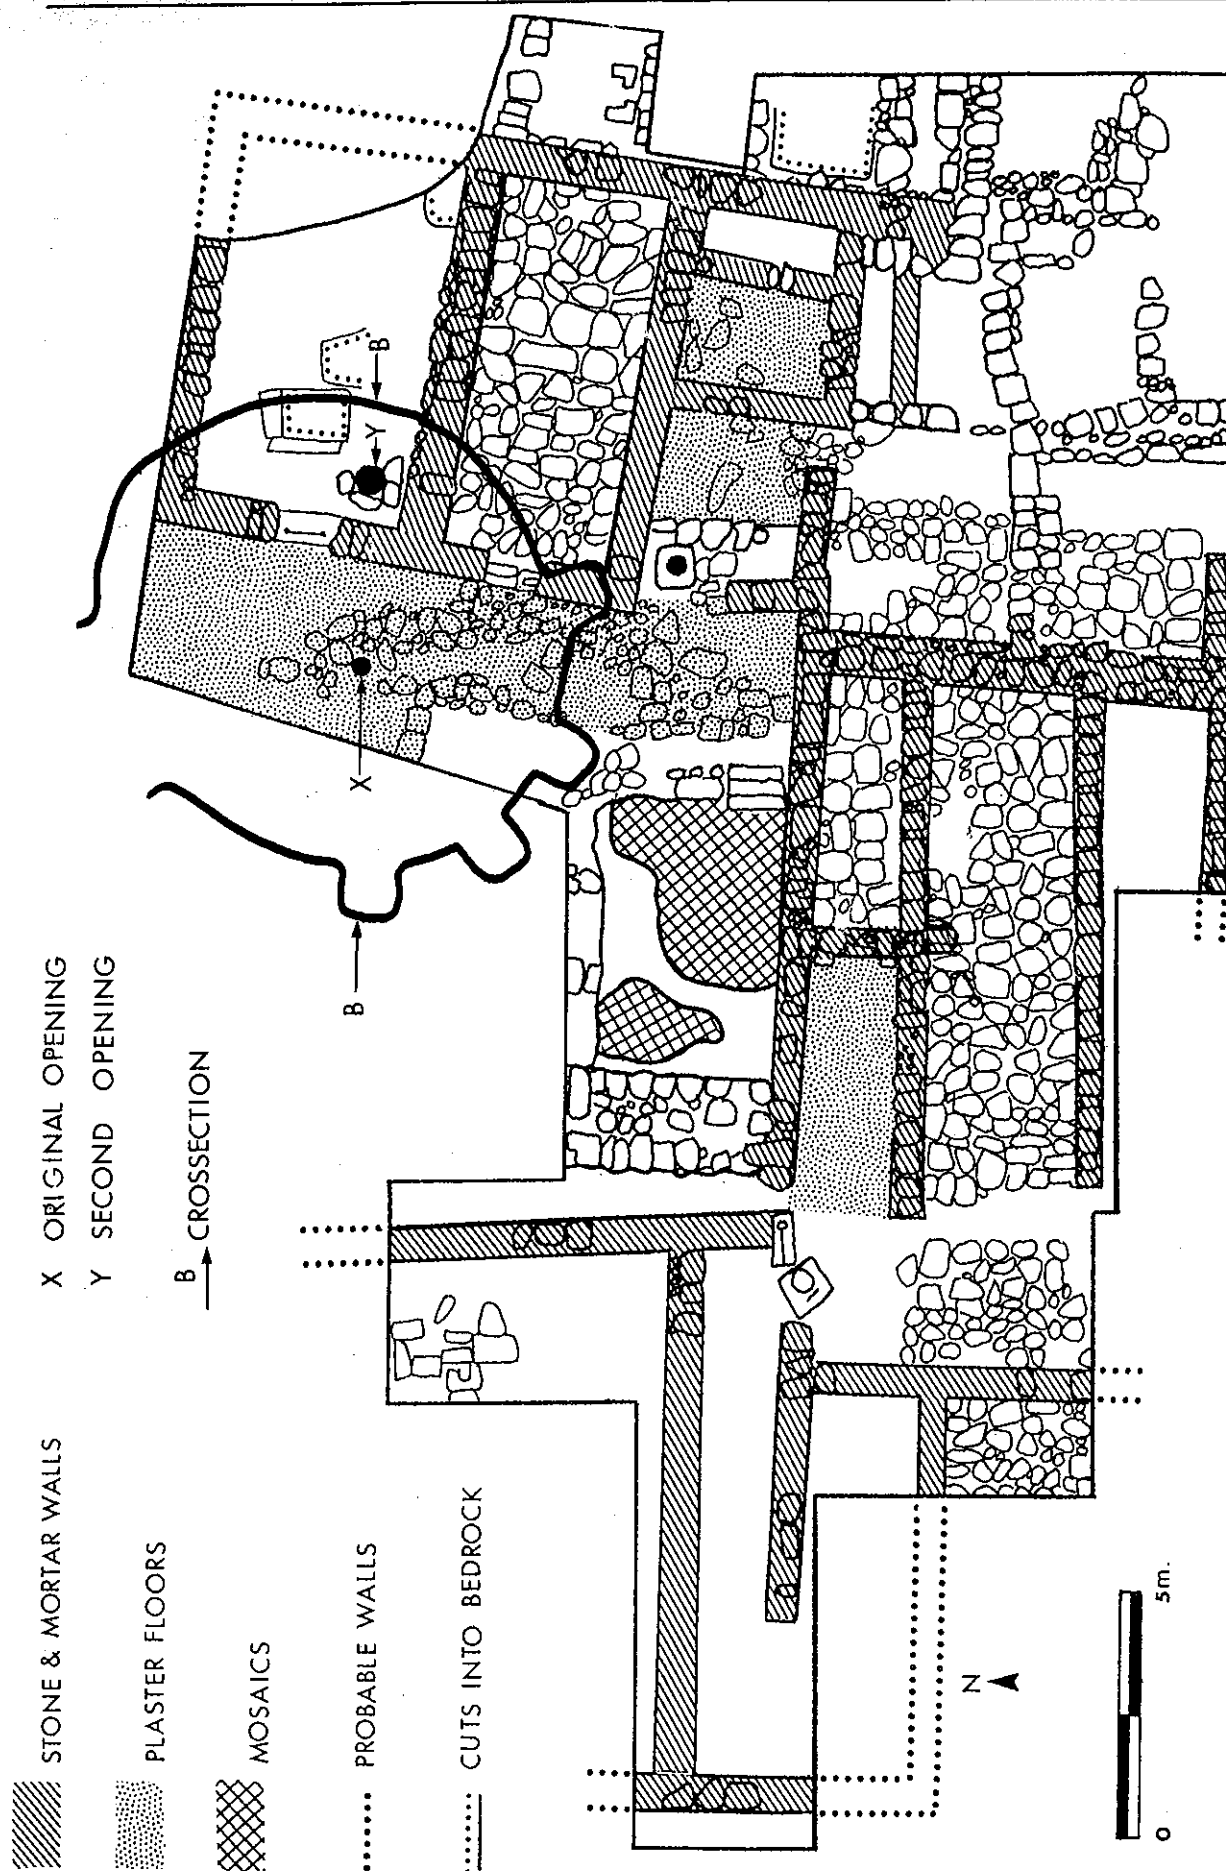 X ORIGINAL OPENING
Y SECOND OPENING
B CROSSECTION
STONE & MORTAR WALLS
PLASTER FLOORS
MOSAICS
PROBABLE WALLS
CUTS INTO BEDROCK
B
X
Y
B
N
0 5m.